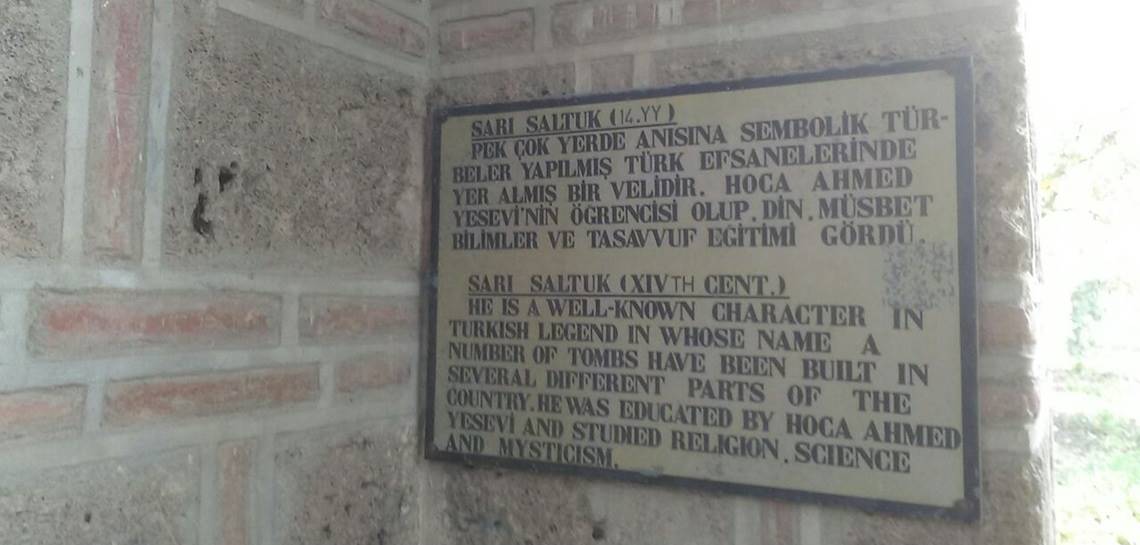 SARI SALTUK (14.YY)
PEK ÇOK YERDE ANISINA SEMBOLİK TÜR-
BELER YAPILMIŞ TÜRK EFSANELERİNDE
YER ALMIŞ BİR VELİDİR. HOCA AHMED
YESEVİ'NİN ÖĞRENCİSİ OLUP, DİN, MÜSBET
BİLİMLER VE TASAVVUF EĞİTİMİ GÖRDÜ.
SARI SALTUK (XIVTH CENT.)
HE IS A WELL-KNOWN CHARACTER IN
TURKISH LEGEND IN WHOSE NAME A
NUMBER OF TOMBS HAVE BEEN BUILT IN
SEVERAL DIFFERENT PARTS OF THE
COUNTRY. HE WAS EDUCATED BY HOCA AHMED
YESEVİ AND STUDIED RELIGION, SCIENCE
AND MYSTICISM.